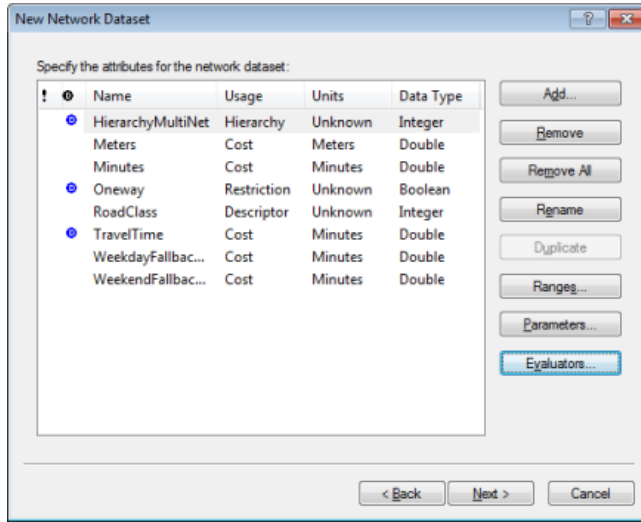 New Network Dataset
Specify the attributes for the network dataset:
! Name Usage Units Data Type
HierarchyMultiNet Hierarchy Unknown Integer
Meters Cost Meters Double
Minutes Cost Minutes Double
Oneway Restriction Unknown Boolean
RoadClass Descriptor Unknown Integer
TravelTime Cost Minutes Double
WeekdayFallbac... Cost Minutes Double
WeekendFallbac... Cost Minutes Double
Add...
Remove
Remove All
Rename
Duplicate
Ranges...
Parameters...
Evaluators...
< Back Next > Cancel